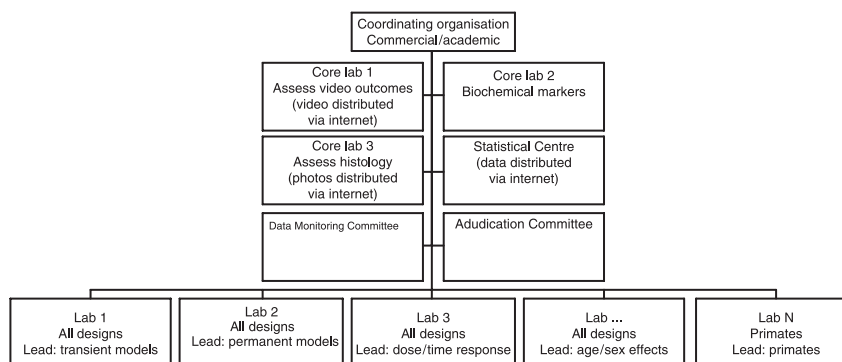 Coordinating organisation
Commercial/academic
Core lab 1
Assess video outcomes
(video distributed
via internet)
Core lab 2
Biochemical markers
Core lab 3
Assess histology
(photos distributed
via internet)
Statistical Centre
(data distributed
via internet)
Data Monitoring Committee
Adudication Committee
Lab 1
All designs
Lead: transient models
Lab 2
All designs
Lead: permanent models
Lab 3
All designs
Lead: dose/time response
Lab ...
All designs
Lead: age/sex effects
Lab N
Primates
Lead: primates